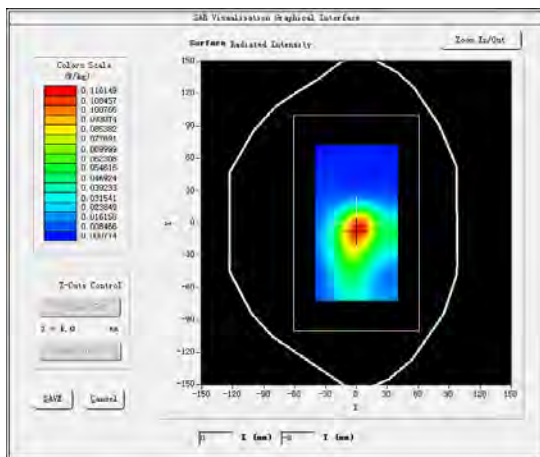 SAR Visualisation Graphical Interface
Surface Radiated Intensity
Zoom In/Out
Colors Scale
(W/kg)
0.116149
0.108457
0.100766
0.093074
0.085382
0.077691
0.069999
0.062308
0.054616
0.046924
0.039233
0.031541
0.023849
0.016158
0.008466
0.000774
Z-Cuts Control
mm
SAVE
Cancel
150
120
90
60
30
0
-30
-60
-90
-120
-150
Y
-150 -120 -90 -60 -30 0 30 60 90 120 150
X
0 X (mm) -8 Y (mm)